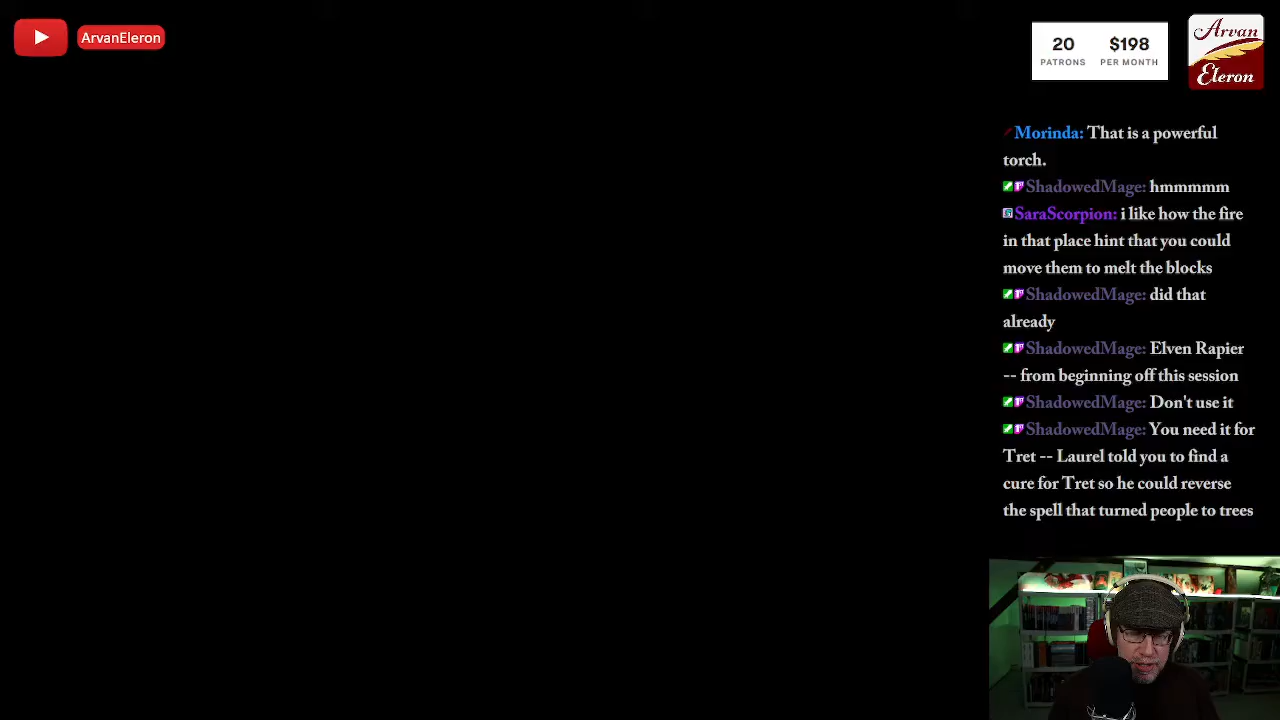 ArvanEleron
20 $198
PATRONS PER MONTH
Arvan
Eleron
Morinda: That is a powerful
torch.
ShadowedMage: hmmmmm
SaraScorpion: i like how the fire
in that place hint that you could
move them to melt the blocks
ShadowedMage: did that
already
ShadowedMage: Elven Rapier
-- from beginning off this session
ShadowedMage: Don't use it
ShadowedMage: You need it for
Tret -- Laurel told you to find a
cure for Tret so he could reverse
the spell that turned people to trees